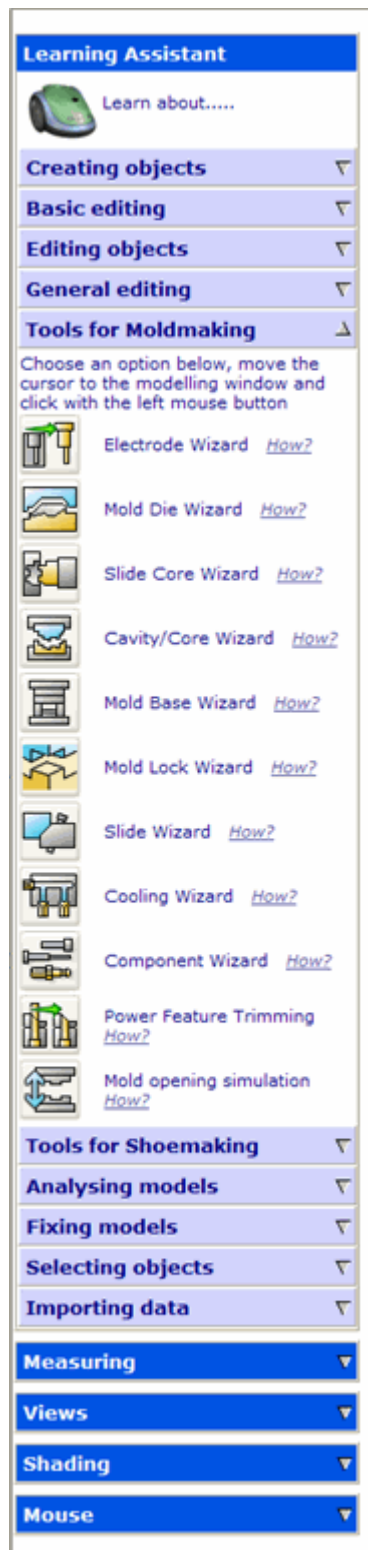 Learning Assistant
Learn about.....
Creating objects
Basic editing
Editing objects
General editing
Tools for Moldmaking
Choose an option below, move the
cursor to the modelling window and
click with the left mouse button
Electrode Wizard How?
Mold Die Wizard How?
Slide Core Wizard How?
Cavity/Core Wizard How?
Mold Base Wizard How?
Mold Lock Wizard How?
Slide Wizard How?
Cooling Wizard How?
Component Wizard How?
Power Feature Trimming
How?
Mold opening simulation
How?
Tools for Shoemaking
Analysing models
Fixing models
Selecting objects
Importing data
Measuring
Views
Shading
Mouse